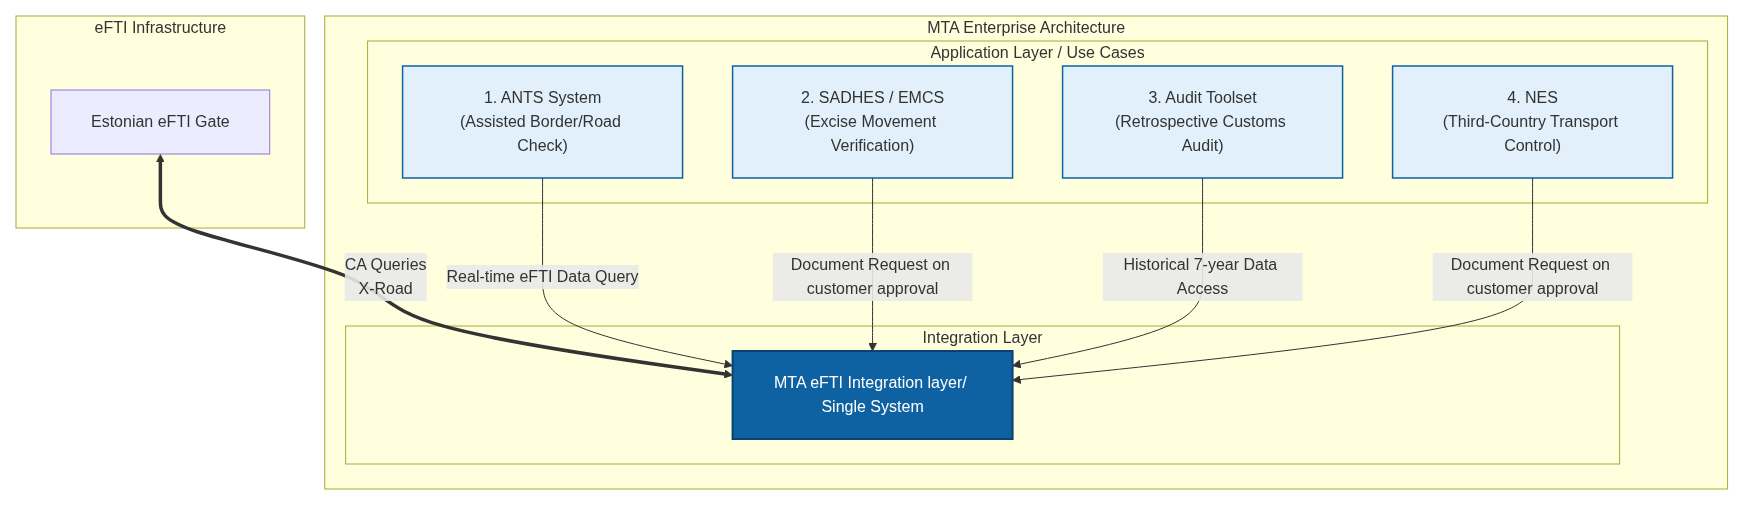 eFTI Infrastructure
MTA Enterprise Architecture
Application Layer / Use Cases
Estonian eFTI Gate
1. ANTS System
(Assisted Border/Road
Check)
2. SADHES / EMCS
(Excise Movement
Verification)
3. Audit Toolset
(Retrospective Customs
Audit)
4. NES
(Third-Country Transport
Control)
CA Queries
X-Road
Real-time eFTI Data Query
Document Request on
customer approval
Historical 7-year Data
Access
Document Request on
customer approval
Integration Layer
MTA eFTI Integration layer/
Single System